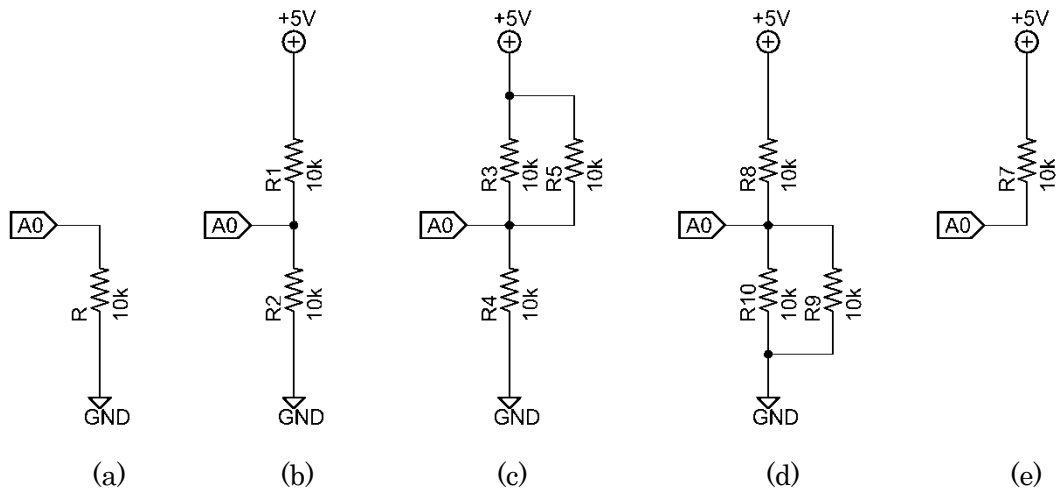 +5V
+5V
+5V
+5V
R1
10k
R3
10k
R5
10k
R8
10k
R7
10k
A0
A0
A0
A0
A0
R
10k
R2
10k
R4
10k
R10
10k
R9
10k
GND
GND
GND
GND
(a)
(b)
(c)
(d)
(e)